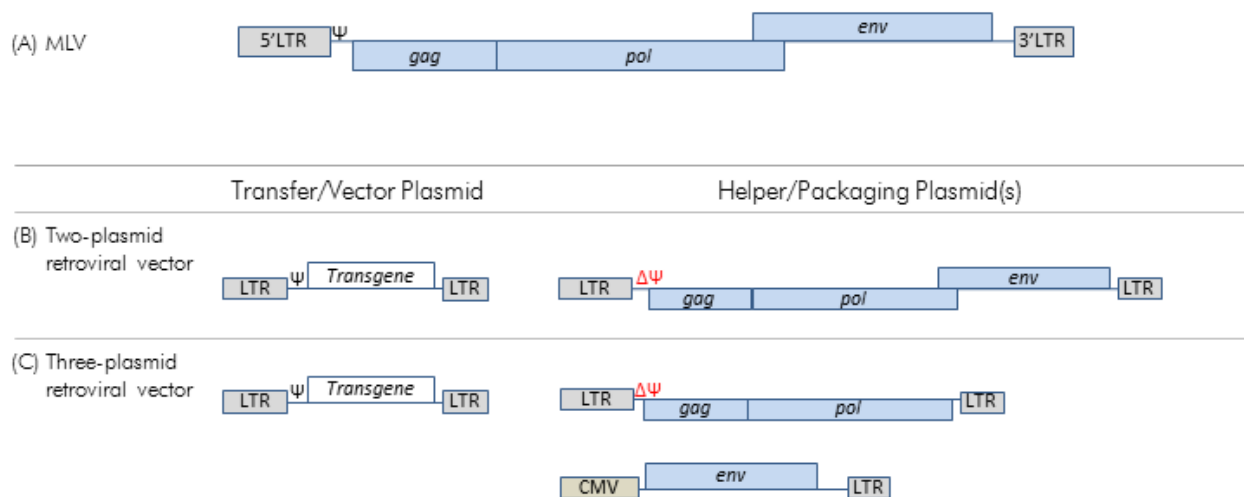 (A) MLV
5'LTR Ψ gag pol env 3'LTR
Transfer/Vector Plasmid Helper/Packaging Plasmid(s)
(B) Two-plasmid
retroviral vector
LTR Ψ Transgene LTR
LTR ΔΨ gag pol env LTR
(C) Three-plasmid
retroviral vector
LTR Ψ Transgene LTR
LTR ΔΨ gag pol LTR
CMV env LTR